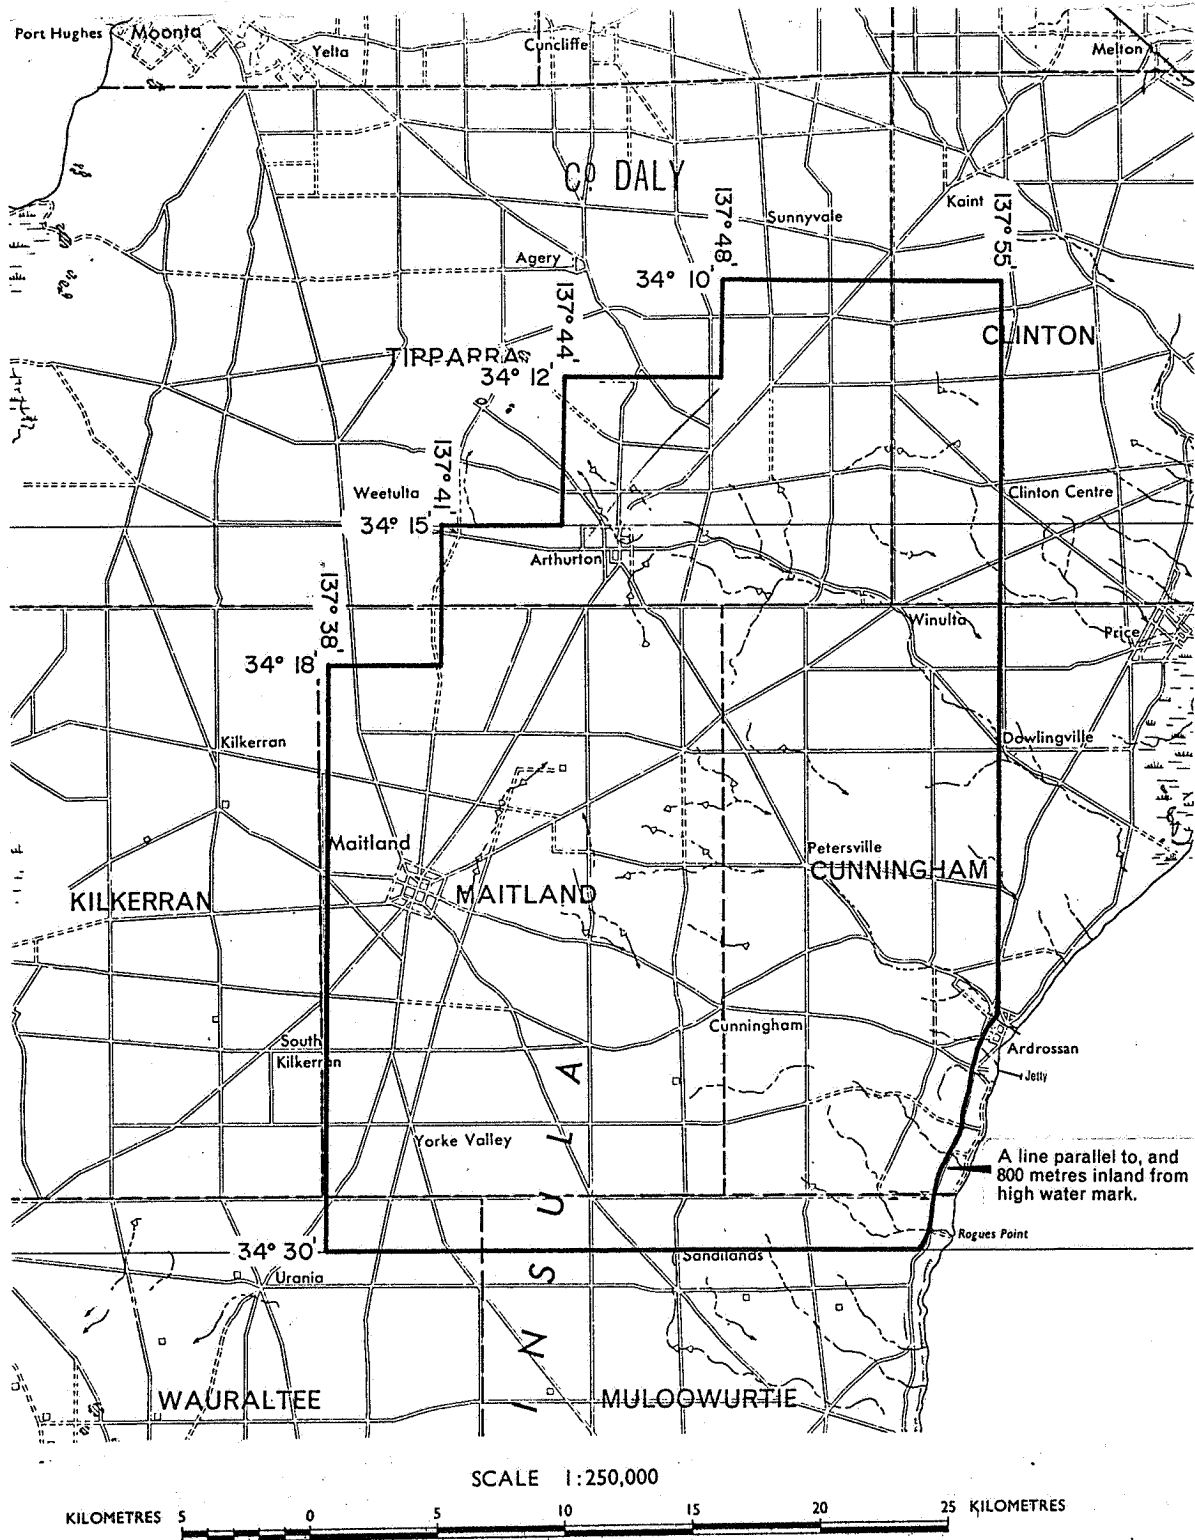 Port Hughes
Moonta
Yelta
Cuncliffe
Melton
Cº DALY
Kaint
137° 48'
Sunnyvale
137° 55'
Agery
34° 10'
137° 44'
CLINTON
TIPPARRA
34° 12'
137° 41'
Weetulta
Clinton Centre
34° 15'
Arthurton
137° 38'
Winulta
Price
34° 18'
Kilkerran
Dowlingville
Maitland
Petersville
CUNNINGHAM
KILKERRAN
MAITLAND
Cunningham
South
Kilkerran
Ardrossan
Jetty
Yorke Valley
A line parallel to, and
800 metres inland from
high water mark.
Rogues Point
34° 30'
Sandilands
Urania
I N S U L A
WAURALTEE
MULOOWURTIE
SCALE 1:250,000
KILOMETRES 5 0 5 10 15 20 25 KILOMETRES